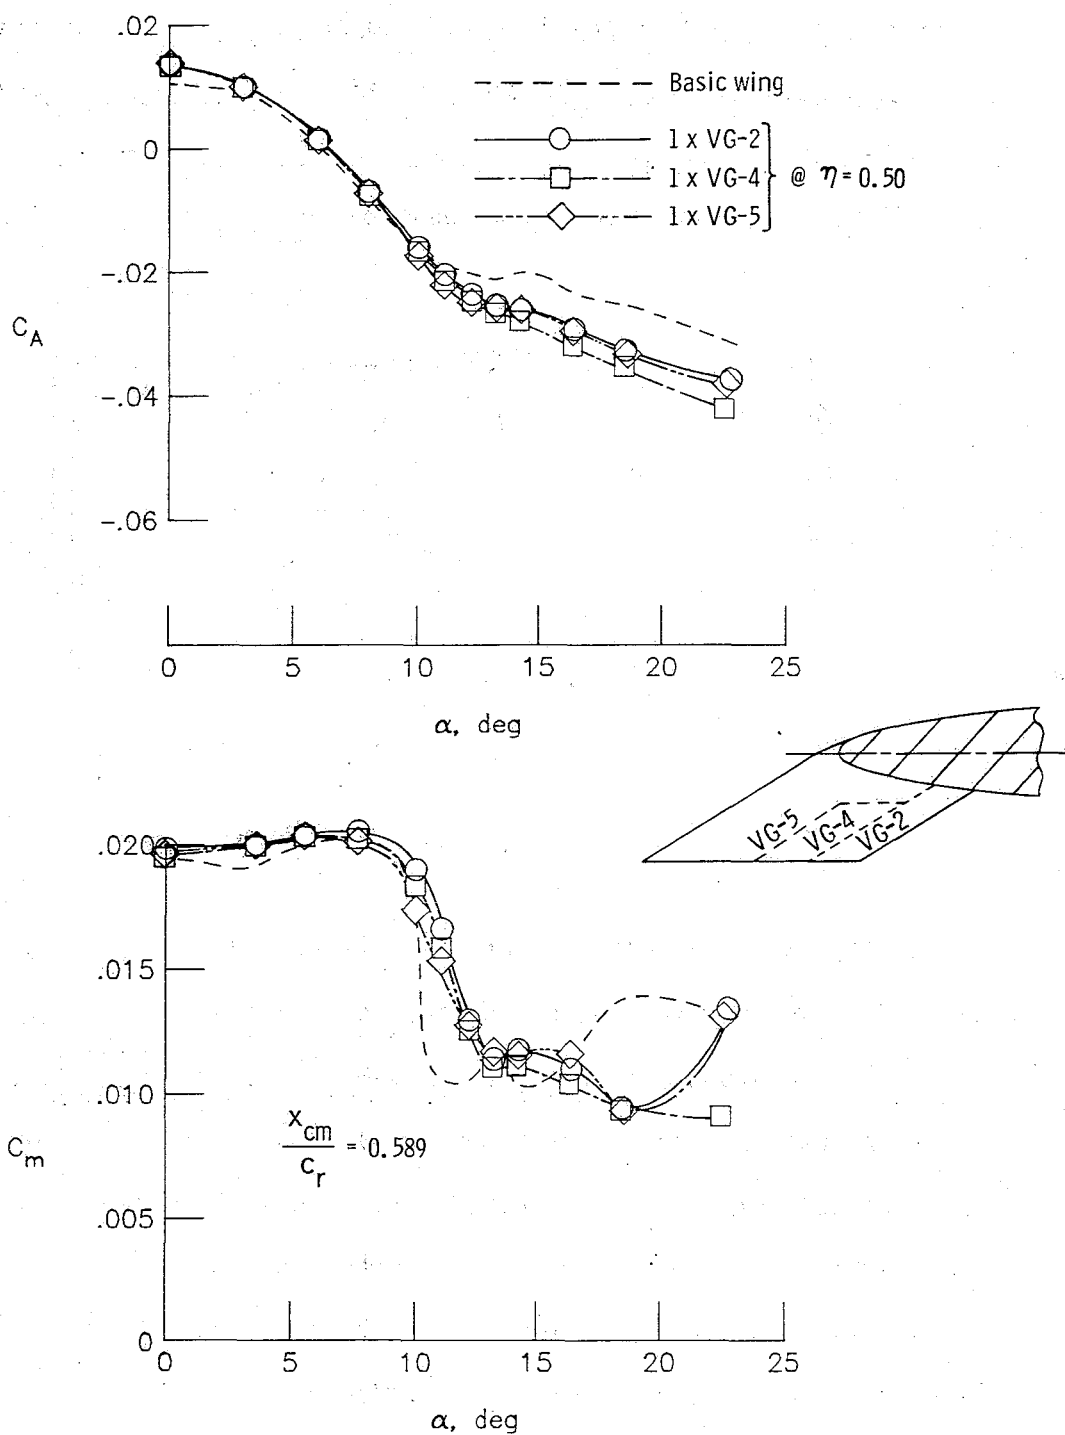 .02
0
-.02
-.04
-.06
C_A
Basic wing
1 x VG-2
1 x VG-4
1 x VG-5
@ η = 0.50
0 5 10 15 20 25
α, deg
VG-5
VG-4
VG-2
.020
.015
.010
.005
0
C_m
x_cm
c_r
= 0.589
0 5 10 15 20 25
α, deg